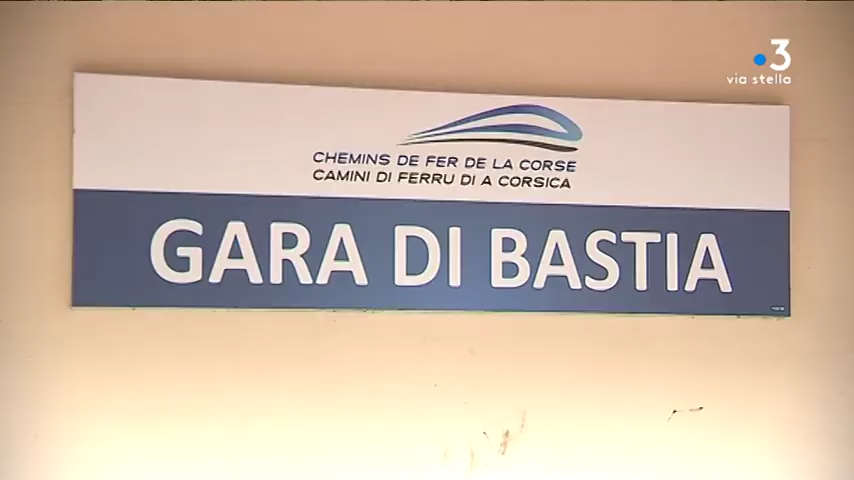 3
via stella
CHEMINS DE FER DE LA CORSE
CAMINI DI FERRU DI A CORSICA
GARA DI BASTIA